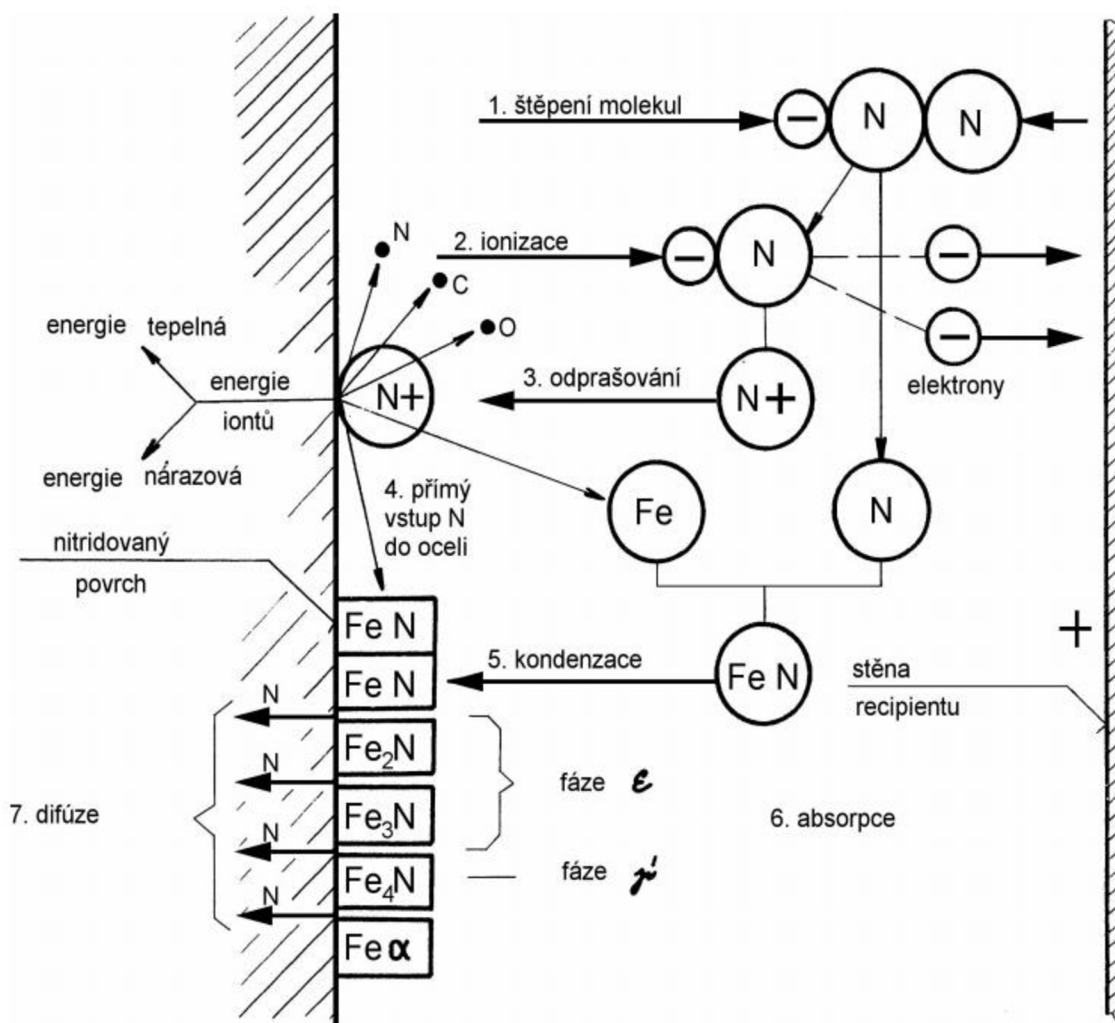 1. štěpení molekul
−
N
N
N
2. ionizace
−
N
−
C
O
−
energie tepelná
energie
iontů
N+
3. odprašování
N+
elektrony
energie nárazová
4. přímý
vstup N
do oceli
Fe
N
nitridovaný
povrch
Fe N
+
Fe N
5. kondenzace
Fe N
stěna
recipientu
N
Fe₂N
N
fáze ε
7. difúze
Fe₃N
6. absorpce
N
Fe₄N
fáze γ'
N
Fe α